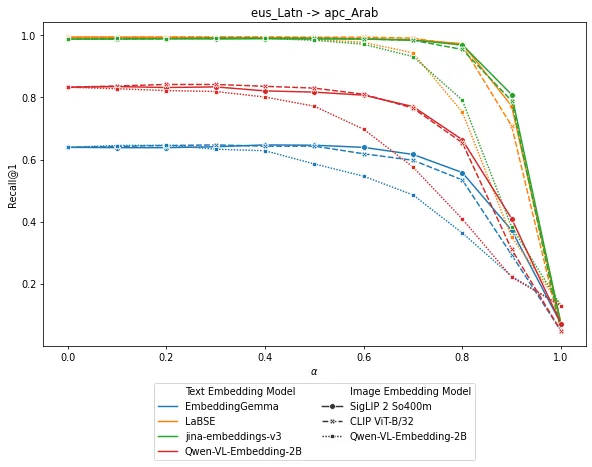 eus_Latn -> apc_Arab
Recall@1
1.0
0.8
0.6
0.4
0.2
0.0 0.2 0.4 0.6 0.8 1.0
α
Text Embedding Model Image Embedding Model
EmbeddingGemma SigLIP 2 So400m
LaBSE CLIP ViT-B/32
jina-embeddings-v3 Qwen-VL-Embedding-2B
Qwen-VL-Embedding-2B